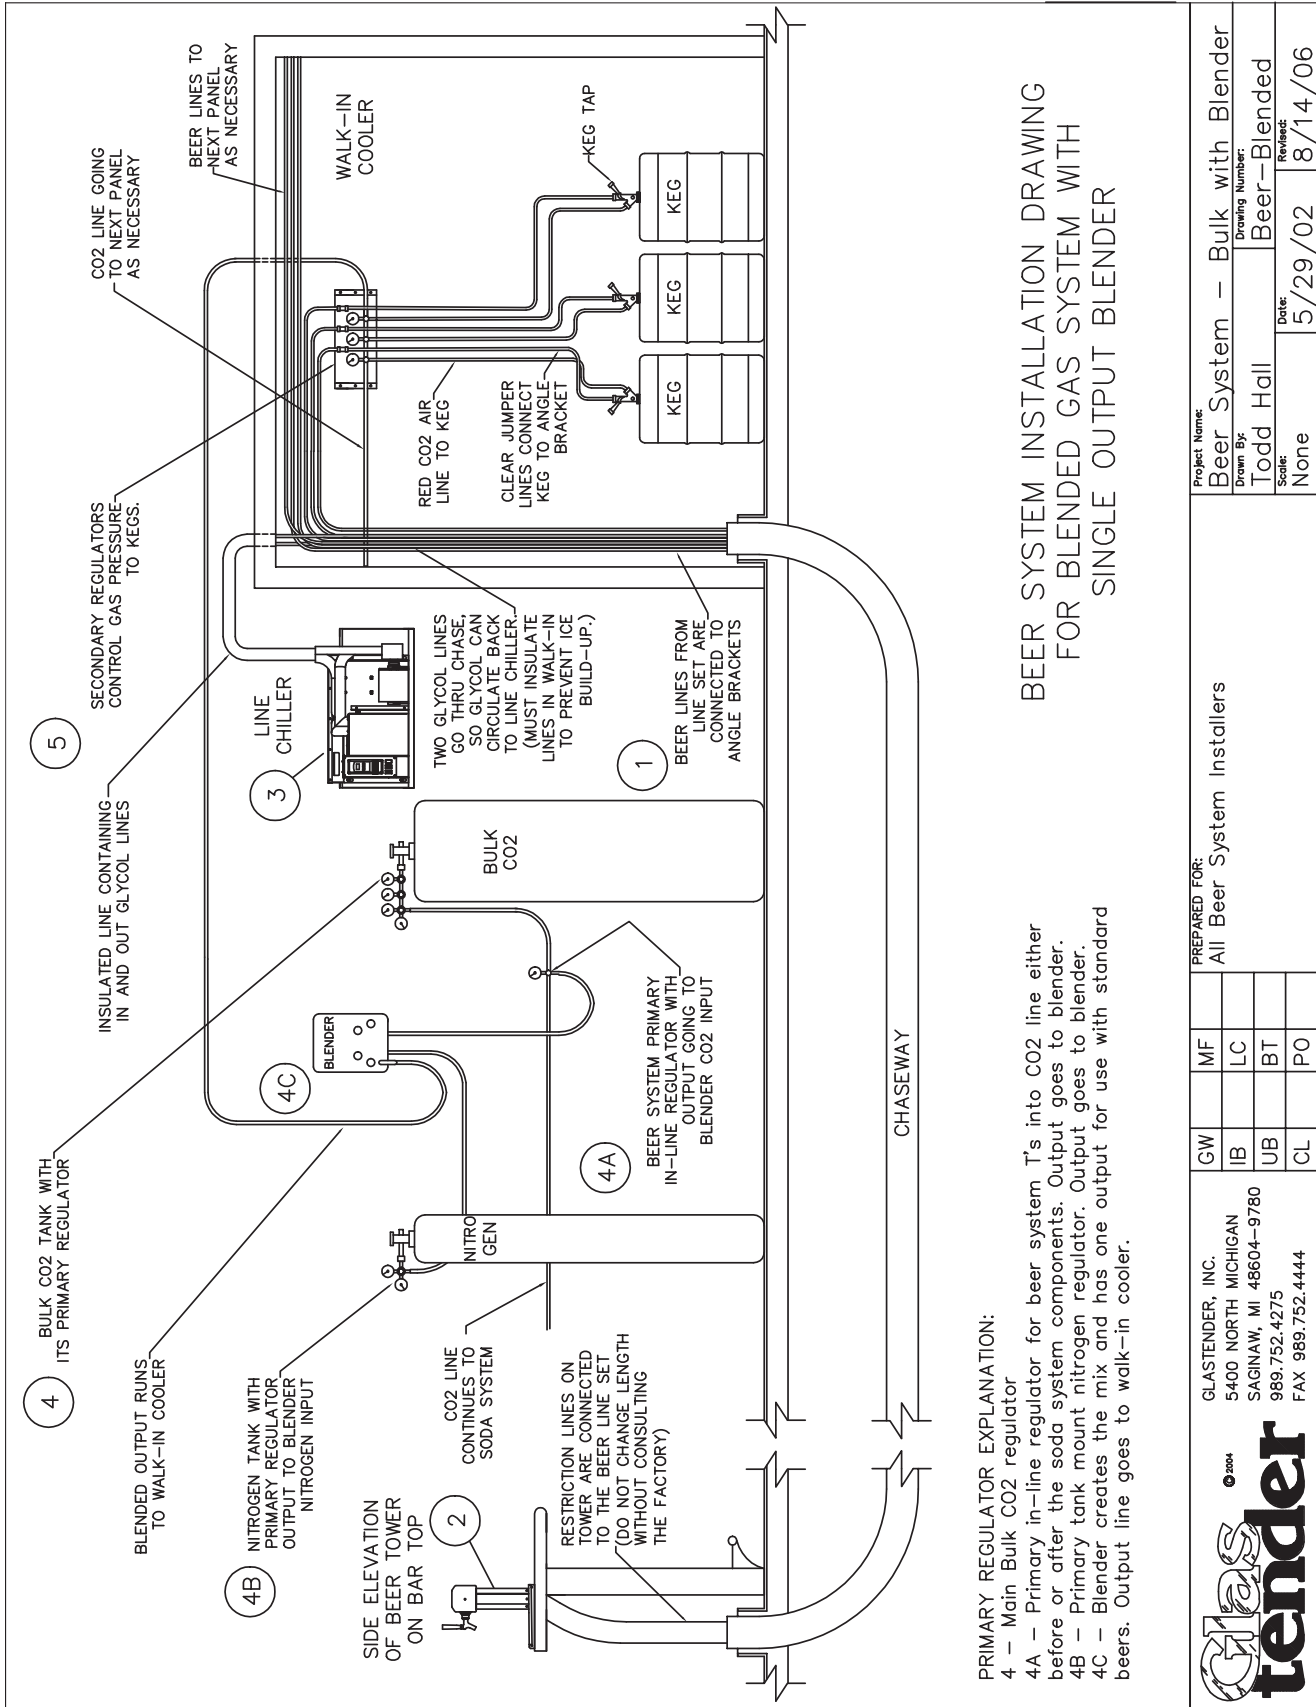 4
BULK CO2 TANK WITH
ITS PRIMARY REGULATOR
BLENDED OUTPUT RUNS
TO WALK-IN COOLER
4B
NITROGEN TANK WITH
PRIMARY REGULATOR
OUTPUT TO BLENDER
NITROGEN INPUT
SIDE ELEVATION
OF BEER TOWER
ON BAR TOP
2
CO2 LINE
CONTINUES TO
SODA SYSTEM
RESTRICTION LINES ON
TOWER ARE CONNECTED
TO THE BEER LINE SET
(DO NOT CHANGE LENGTH
WITHOUT CONSULTING
THE FACTORY)
NITRO
GEN
4C
BLENDER
4A
BEER SYSTEM PRIMARY
IN-LINE REGULATOR WITH
OUTPUT GOING TO
BLENDER CO2 INPUT
INSULATED LINE CONTAINING
IN AND OUT GLYCOL LINES
5
SECONDARY REGULATORS
CONTROL GAS PRESSURE
TO KEGS.
CO2 LINE GOING
TO NEXT PANEL
AS NECESSARY
BEER LINES TO
NEXT PANEL
AS NECESSARY
3
LINE
CHILLER
BULK
CO2
TWO GLYCOL LINES
GO THRU CHASE,
SO GLYCOL CAN
CIRCULATE BACK
TO LINE CHILLER.
(MUST INSULATE
LINES IN WALK-IN
TO PREVENT ICE
BUILD-UP.)
1
BEER LINES FROM
LINE SET ARE
CONNECTED TO
ANGLE BRACKETS
WALK-IN
COOLER
RED CO2 AIR
LINE TO KEG
CLEAR JUMPER
LINES CONNECT
KEG TO ANGLE
BRACKET
KEG TAP
KEG
KEG
KEG
CHASEWAY
PRIMARY REGULATOR EXPLANATION:
4 - Main Bulk CO2 regulator
4A - Primary in-line regulator for beer system T's into CO2 line either
before or after the soda system components. Output goes to blender.
4B - Primary tank mount nitrogen regulator. Output goes to blender.
4C - Blender creates the mix and has one output for use with standard
beers. Output line goes to walk-in cooler.
BEER SYSTEM INSTALLATION DRAWING
FOR BLENDED GAS SYSTEM WITH
SINGLE OUTPUT BLENDER
Glas
tender
©2004
GLASTENDER, INC.
5400 NORTH MICHIGAN
SAGINAW, MI 48604-9780
989.752.4275
FAX 989.752.4444
GW MF
IB LC
UB BT
CL PO
PREPARED FOR:
All Beer System Installers
Project Name:
Beer System - Bulk with Blender
Drawn By:
Todd Hall
Drawing Number:
Beer-Blended
Scale:
None
Date:
5/29/02
Revised:
8/14/06